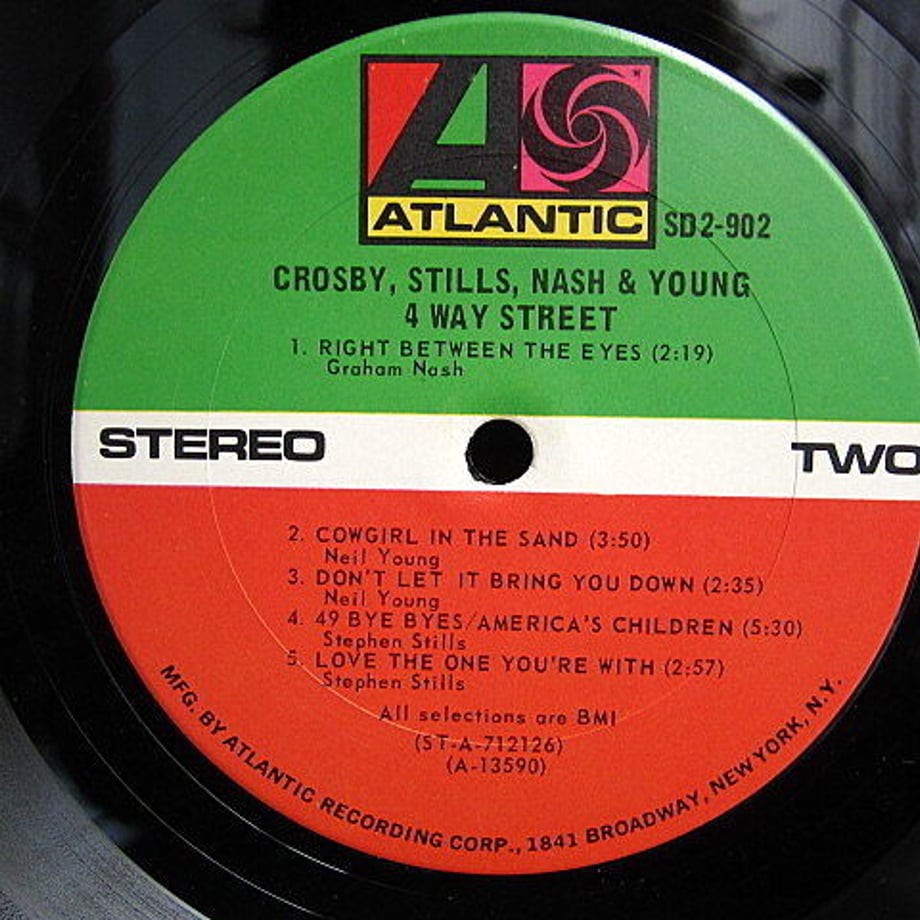 ATLANTIC
SD2-902
CROSBY, STILLS, NASH & YOUNG
4 WAY STREET
1. RIGHT BETWEEN THE EYES (2:19)
Graham Nash
STEREO
TWO
2. COWGIRL IN THE SAND (3:50)
Neil Young
3. DON'T LET IT BRING YOU DOWN (2:35)
Neil Young
4. 49 BYE BYES/AMERICA'S CHILDREN (5:30)
Stephen Stills
5. LOVE THE ONE YOU'RE WITH (2:57)
Stephen Stills
All selections are BMI
(ST-A-712126)
(A-13590)
MFG. BY ATLANTIC RECORDING CORP., 1841 BROADWAY, NEW YORK, N.Y.